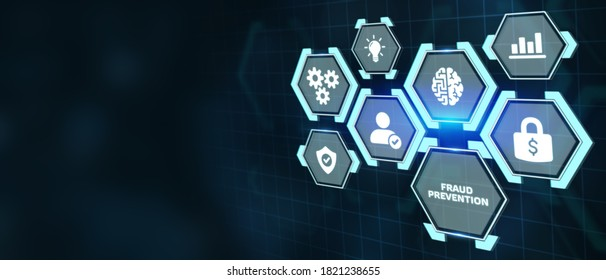 $
FRAUD
PREVENTION
shutterstock.com · 1821238655